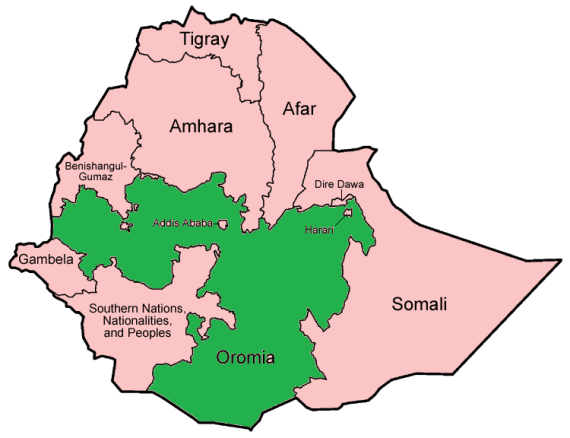 Tigray
Afar
Amhara
Benishangul-
Gumaz
Dire Dawa
Addis Ababa
Harari
Gambela
Somali
Southern Nations,
Nationalities,
and Peoples
Oromia